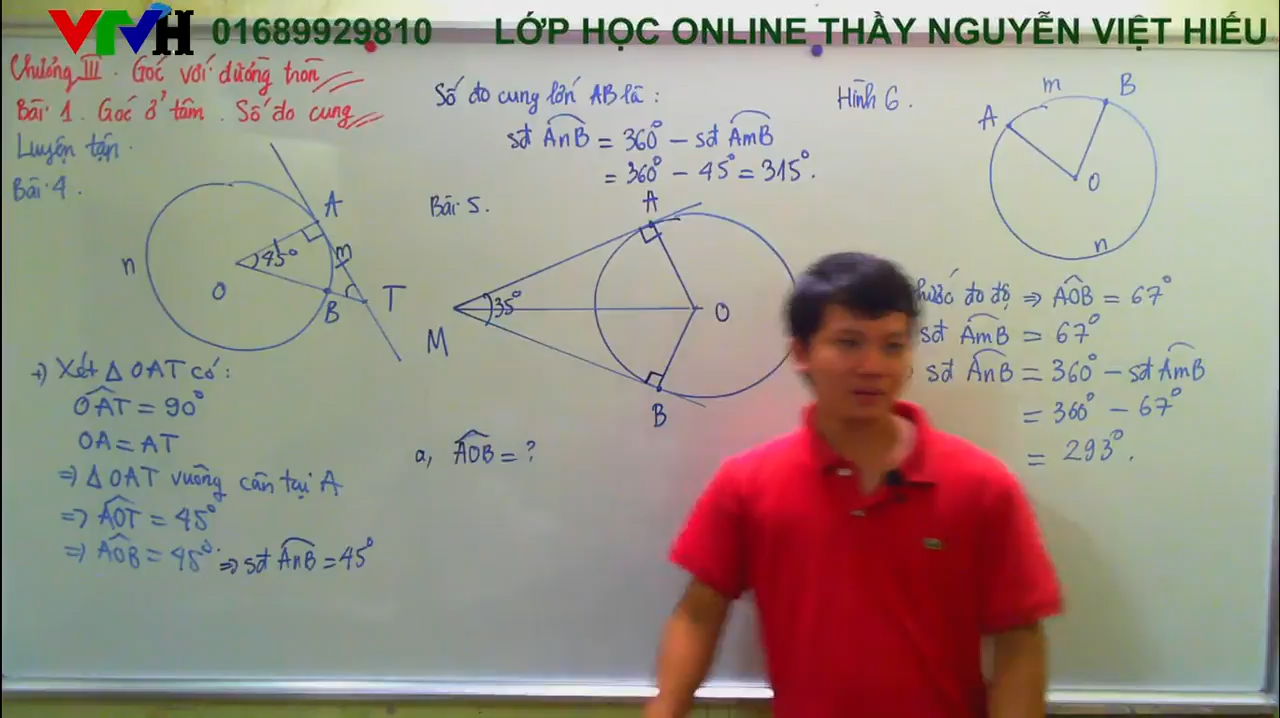 VTVH 01689929810 LỚP HỌC ONLINE THẦY NGUYỄN VIỆT HIẾU
Chương III. Góc với đường tròn
Bài 1. Góc ở tâm. Số đo cung
Luyện tập.
Bài 4.
n
O
45°
A
m
B
T
+) Xét Δ OAT có:
OAT = 90°
OA = AT
=> Δ OAT vuông cân tại A
=> AOT = 45°
=> AOB = 45° => sđ AnB = 45°
Số đo cung lớn AB là:
sđ AnB = 360° - sđ AmB
= 360° - 45° = 315°.
Bài 5.
A
M
35°
O
B
a, AOB = ?
Hình 6.
m
A
B
O
n
đo độ => AOB = 67°
sđ AmB = 67°
sđ AnB = 360° - sđ AmB
= 360° - 67°
= 293°.